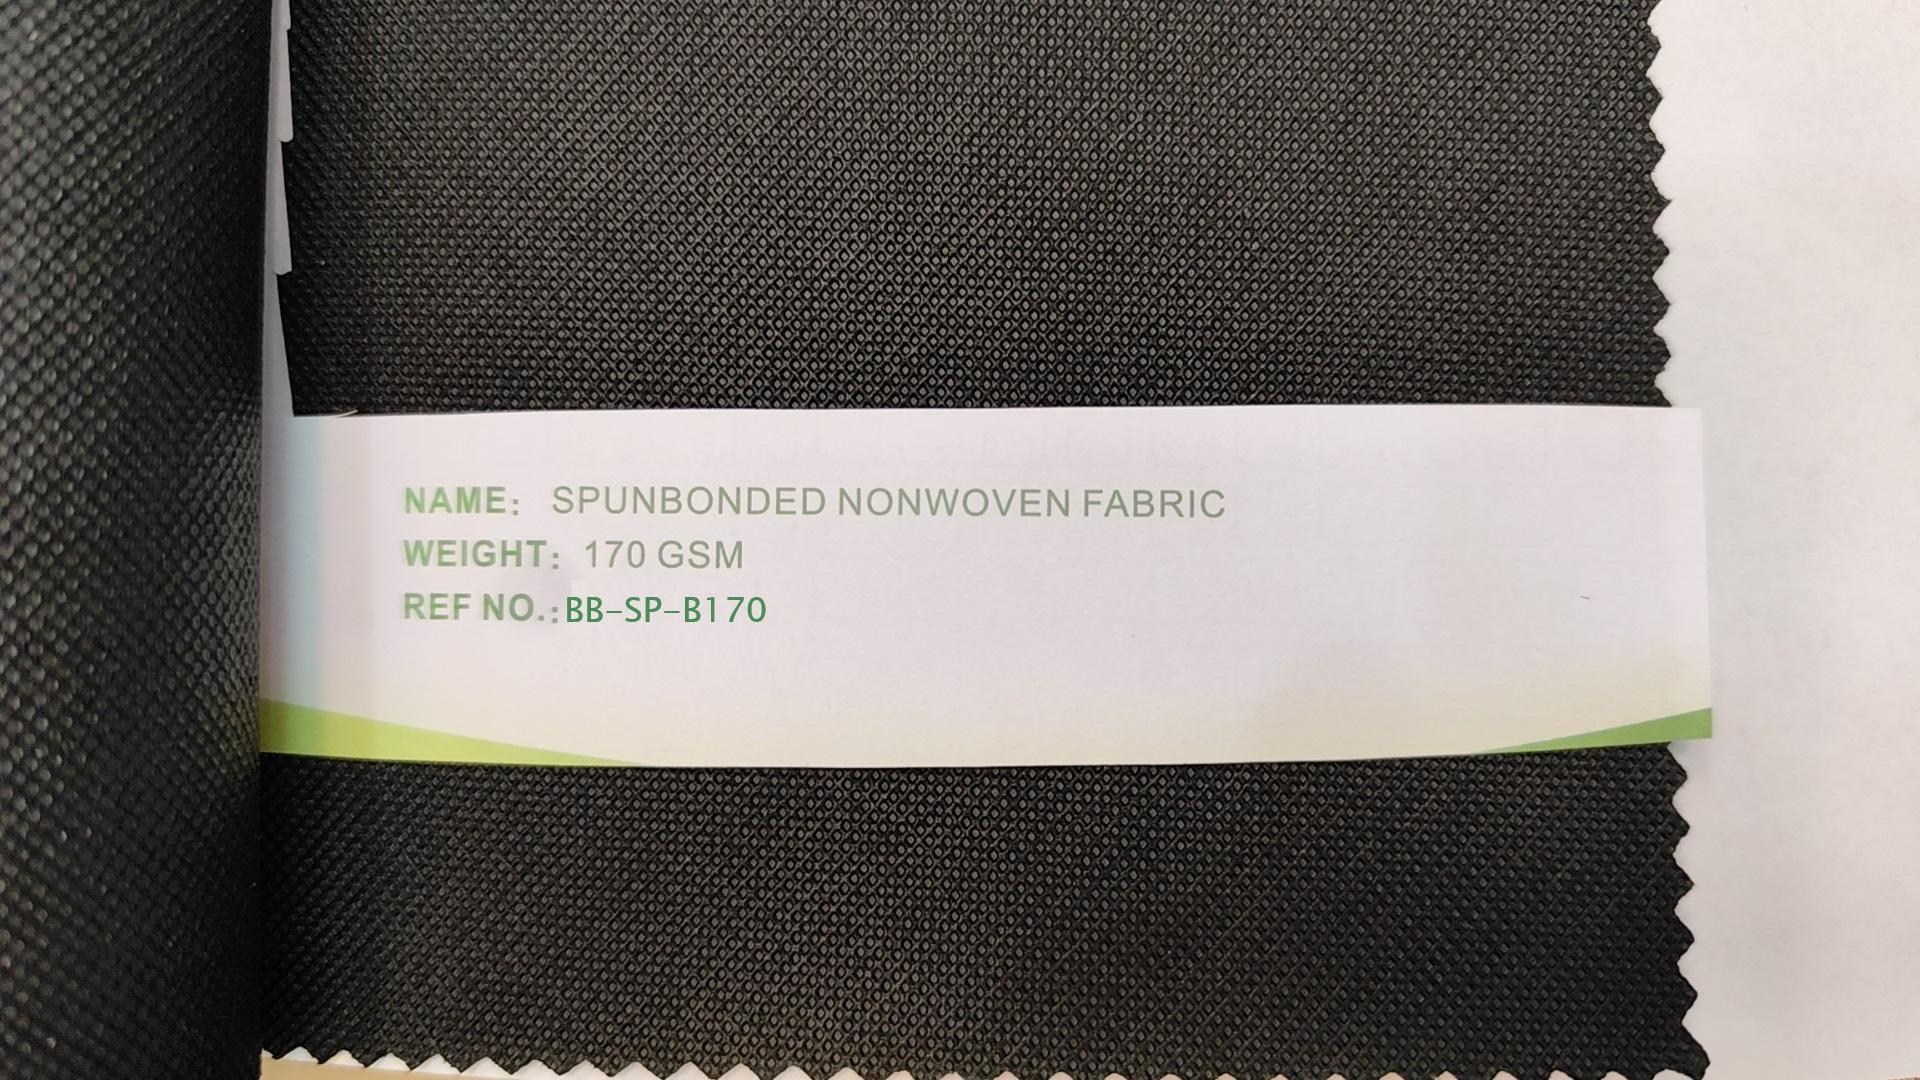 NAME: SPUNBONDED NONWOVEN FABRIC
WEIGHT: 170 GSM
REF NO.: BB-SP-B170